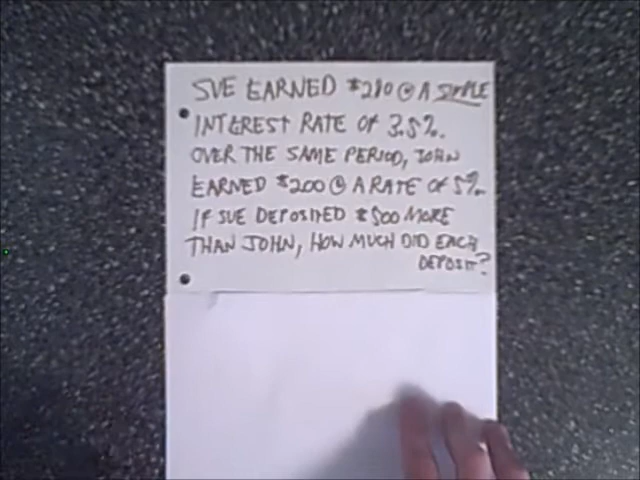 SUE EARNED $210 @ A SIMPLE
INTEREST RATE OF 3.5%.
OVER THE SAME PERIOD, JOHN
EARNED $200 @ A RATE OF 5%.
IF SUE DEPOSITED $500 MORE
THAN JOHN, HOW MUCH DID EACH
DEPOSIT?